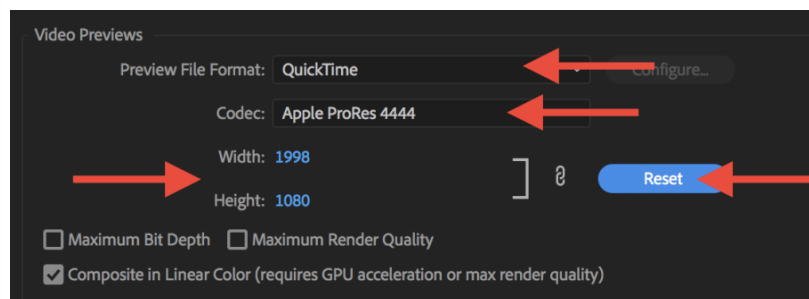 Video Previews
Preview File Format: QuickTime Configure...
Codec: Apple ProRes 4444
Width: 1998
Reset
Height: 1080
Maximum Bit Depth Maximum Render Quality
Composite in Linear Color (requires GPU acceleration or max render quality)